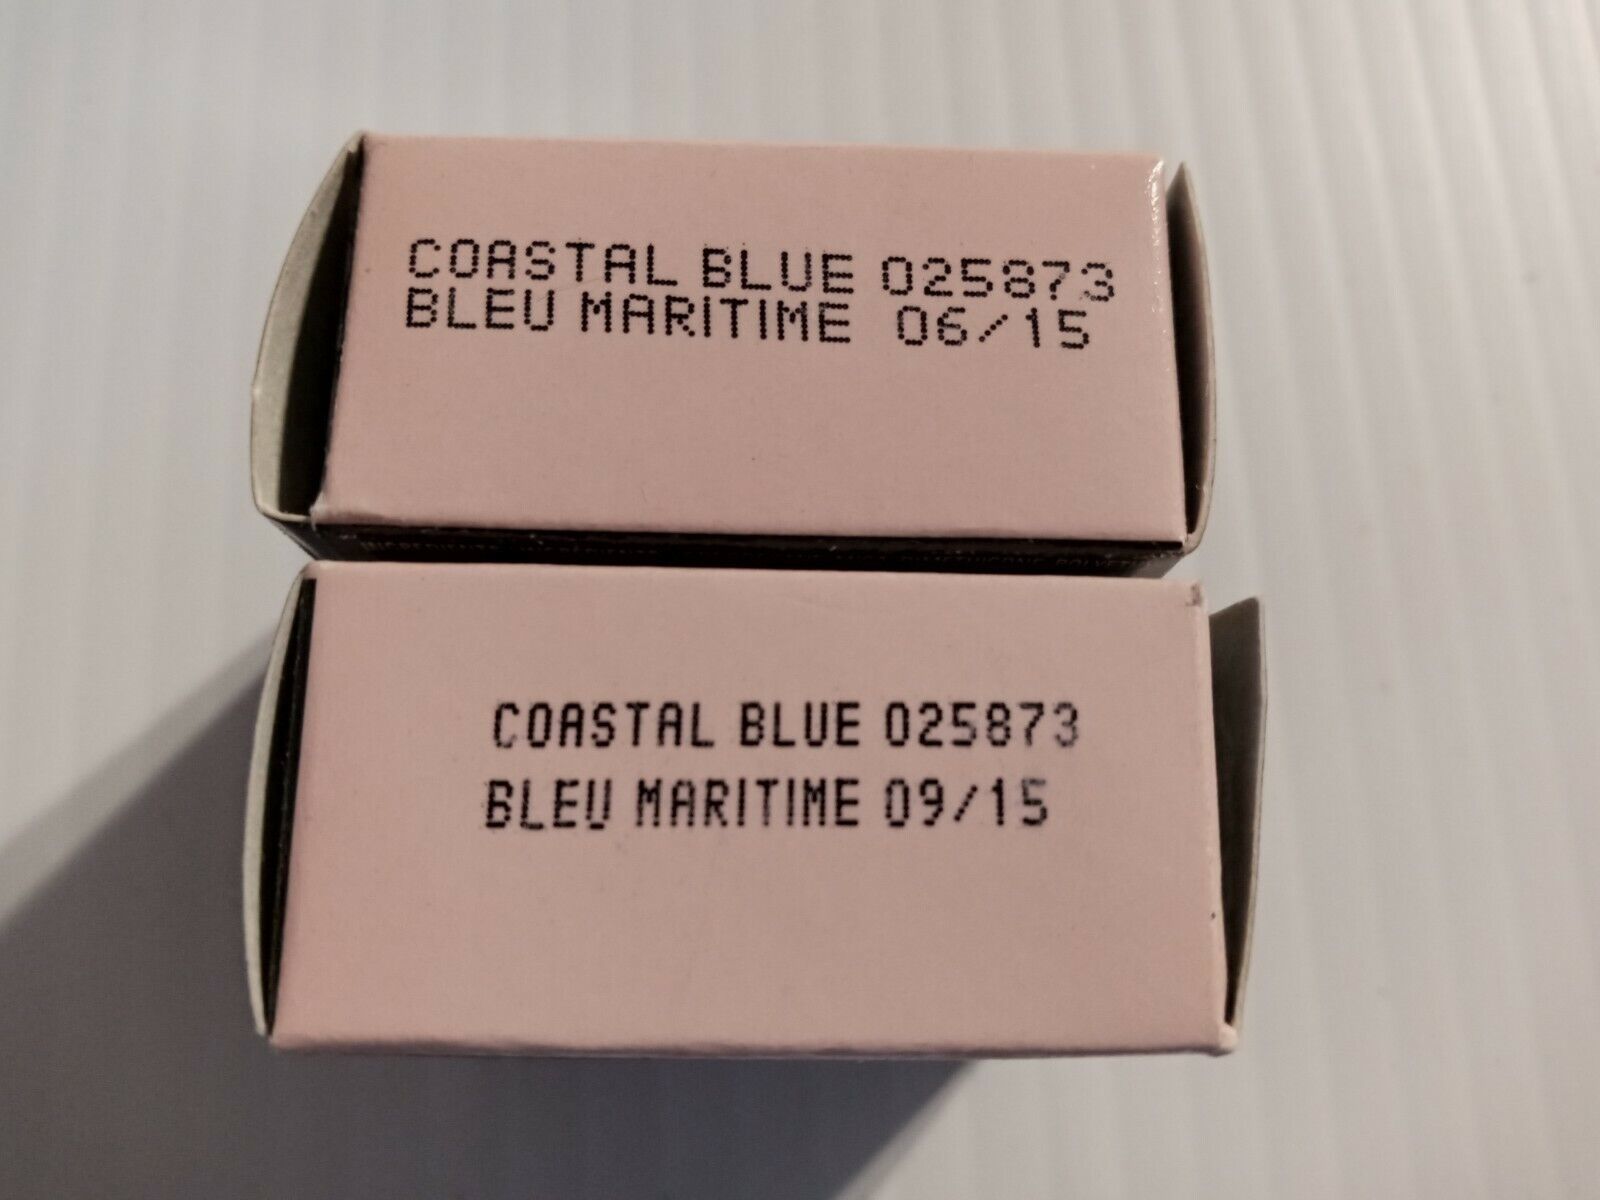 COASTAL BLUE 025873
BLEU MARITIME 06/15
COASTAL BLUE 025873
BLEU MARITIME 09/15